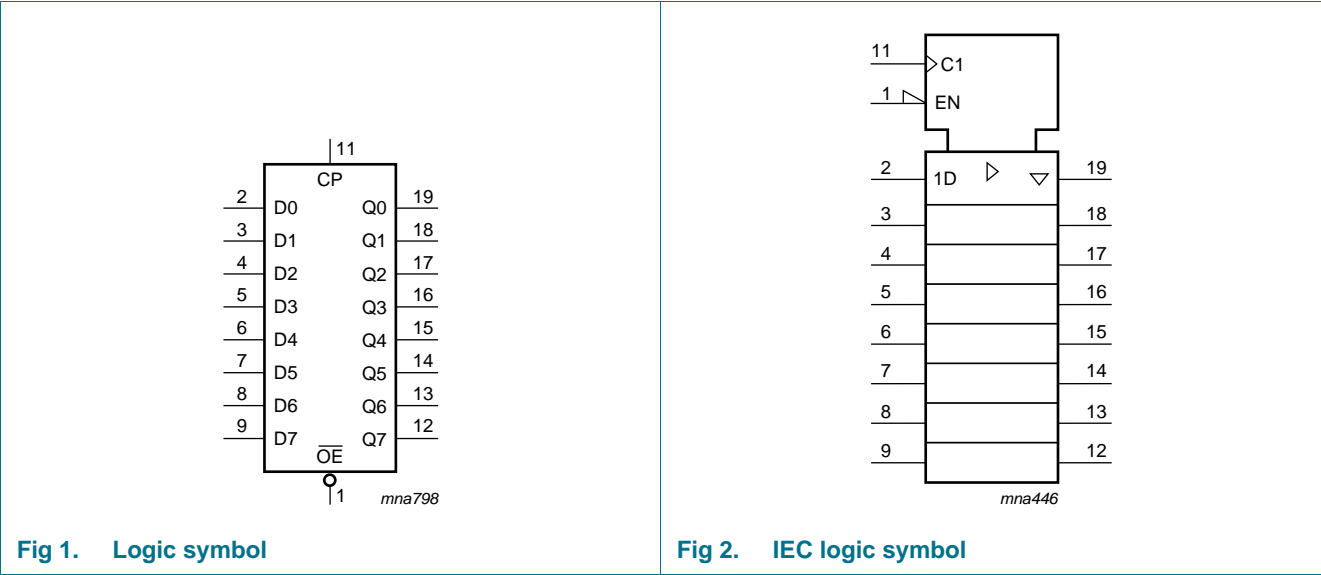 11
CP
2 D0 Q0 19
3 D1 Q1 18
4 D2 Q2 17
5 D3 Q3 16
6 D4 Q4 15
7 D5 Q5 14
8 D6 Q6 13
9 D7 Q7 12
O̅E̅
1 mna798
Fig 1. Logic symbol
11 C1
1 EN
2 1D 19
3 18
4 17
5 16
6 15
7 14
8 13
9 12
mna446
Fig 2. IEC logic symbol